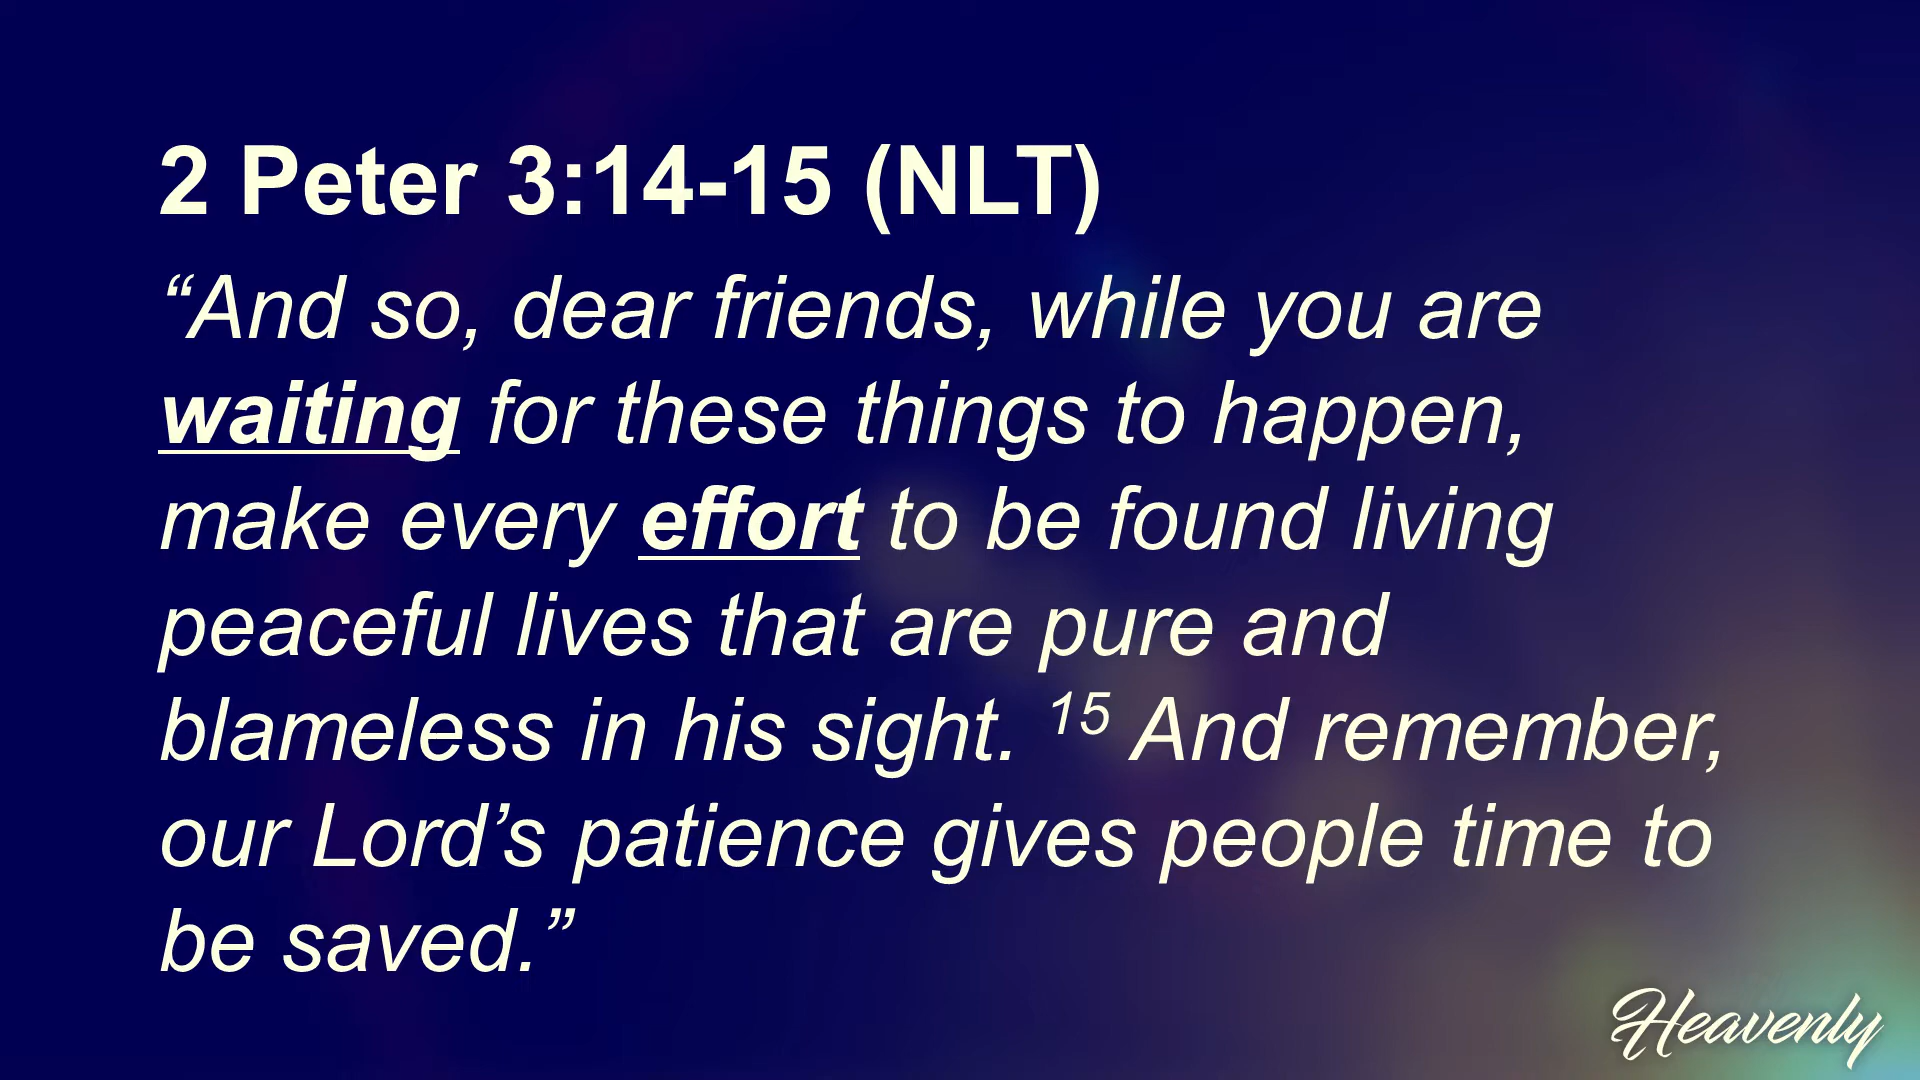 2 Peter 3:14-15 (NLT)
“And so, dear friends, while you are
waiting for these things to happen,
make every effort to be found living
peaceful lives that are pure and
blameless in his sight. 15 And remember,
our Lord’s patience gives people time to
be saved.”
Heavenly